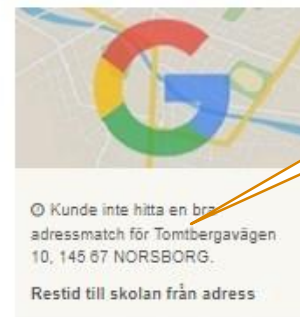 Kunde inte hitta en bra
adressmatch för Tomtbergavägen
10, 145 67 NORSBORG.
Restid till skolan från adress